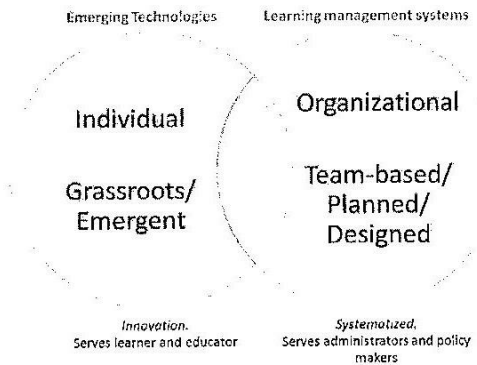 Emerging Technologies
Learning management systems
Individual
Grassroots/
Emergent
Organizational
Team-based/
Planned/
Designed
Innovation.
Serves learner and educator
Systematized.
Serves administrators and policy
makers